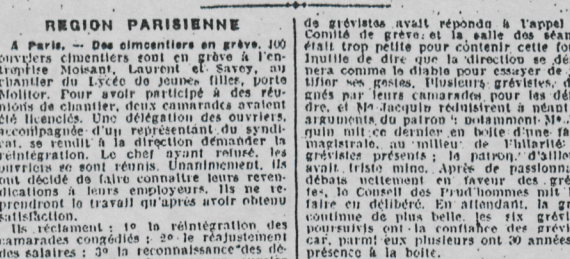 REGION PARISIENNE
A Paris. — Des cimentiers en grève. 100
ouvriers cimentiers sont en grève à l'en-
treprise Moisant, Laurent et Savey, au
chantier du Lycée de jeunes filles, porte
Molitor. Pour avoir participé à des réu-
nions de chantier, deux camarades avaient
été licenciés. Une délégation des ouvriers,
accompagnée d'un représentant du syndi-
cat, se rendit à la direction demander la
réintégration. Le chef ayant refusé, les
ouvriers se sont réunis. Unanimement, ils
ont décidé de faire connaître leurs reven-
dications à leurs employeurs. Ils ne re-
prendront le travail qu'après avoir obtenu
satisfaction.
Ils réclament : 1° la réintégration des
camarades congédiés ; 2° le réajustement
des salaires ; 3° la reconnaissance des dé-
de grévistes avait répondu à l'appel
Comité de grève; et la salle des séan
était trop petite pour contenir cette fou
Inutile de dire que la direction se dé
nera comme le diable pour essayer de
tifier ses gestes. Plusieurs grévistes, d
gnés par leurs camarades pour les défe
dre, et Me Jacquin réduisirent à néant
arguments du patron ; notamment Me J
quin mit ce dernier en boîte d'une fa
magistrale, au milieu de l'hilarité
grévistes présents ; le patron, d'aille
avait triste mine. Après de passionn
débats nettement en faveur des grév
tes, le Conseil des Prud'hommes mit l'
faire en délibéré. En attendant, la gr
continue de plus belle. les six grévi
poursuivis ont la confiance des grévi
car, parmi eux plusieurs ont 30 années
présence à la boîte.